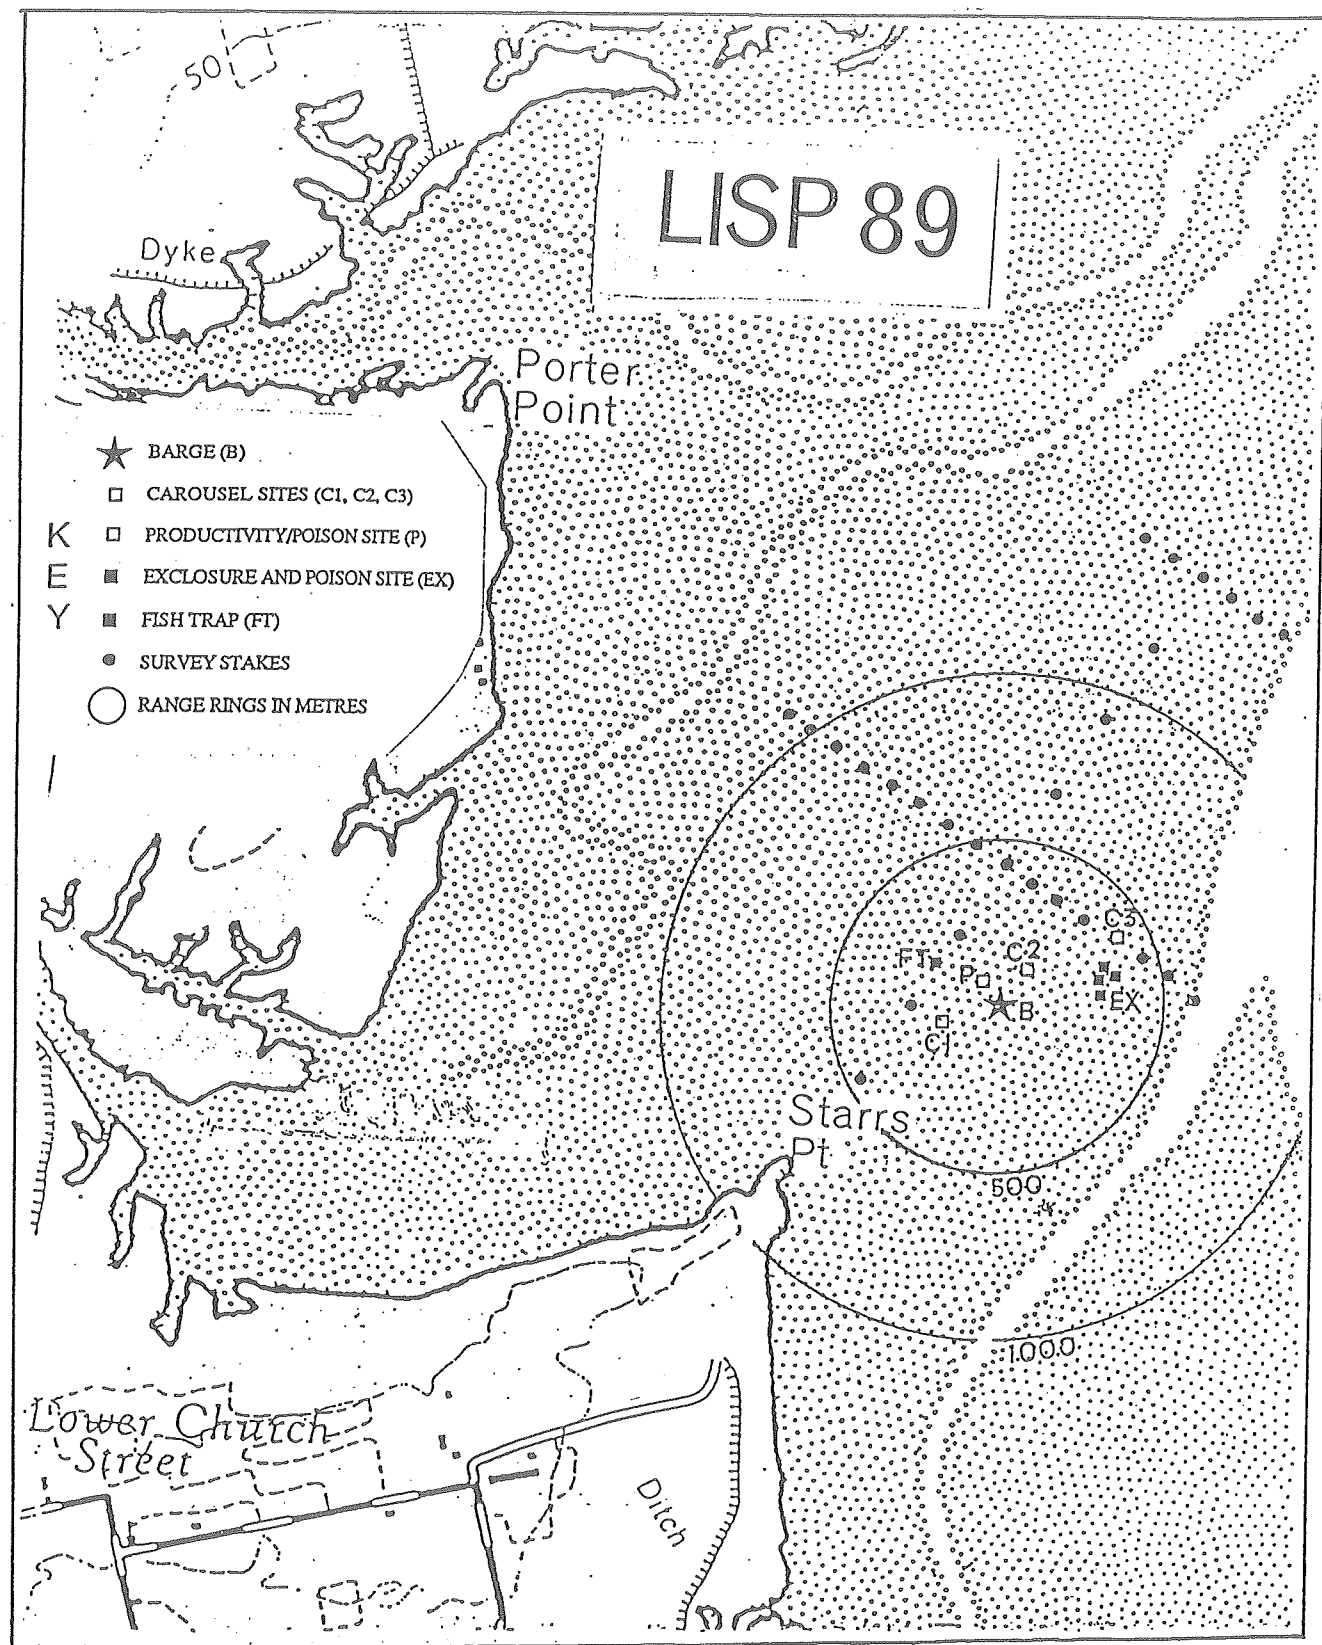 50
LISP 89
Dyke
Porter
Point
KEY
BARGE (B)
CAROUSEL SITES (C1, C2, C3)
PRODUCTIVITY/POISON SITE (P)
EXCLOSURE AND POISON SITE (EX)
FISH TRAP (FT)
SURVEY STAKES
RANGE RINGS IN METRES
C3
FT
P
C2
B
EX
C1
Starrs
Pt
500
1000
Lower Church
Street
Ditch